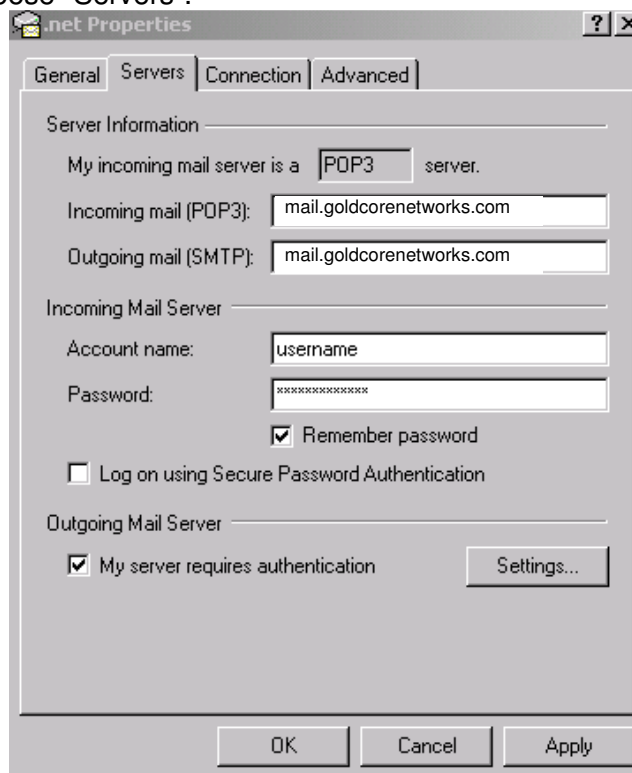 "Servers".
.net Properties
General Servers Connection Advanced
Server Information
My incoming mail server is a POP3 server.
Incoming mail (POP3): mail.goldcorenetworks.com
Outgoing mail (SMTP): mail.goldcorenetworks.com
Incoming Mail Server
Account name: username
Password: *************
Remember password
Log on using Secure Password Authentication
Outgoing Mail Server
My server requires authentication Settings...
OK Cancel Apply